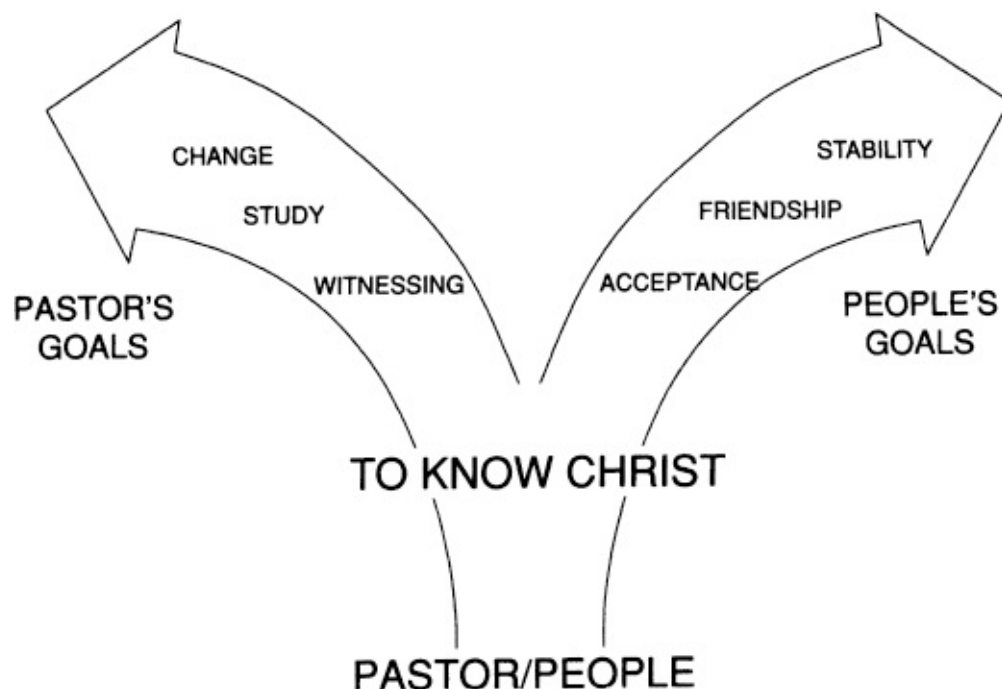 CHANGE
STUDY
WITNESSING
PASTOR'S
GOALS
STABILITY
FRIENDSHIP
ACCEPTANCE
PEOPLE'S
GOALS
TO KNOW CHRIST
PASTOR/PEOPLE